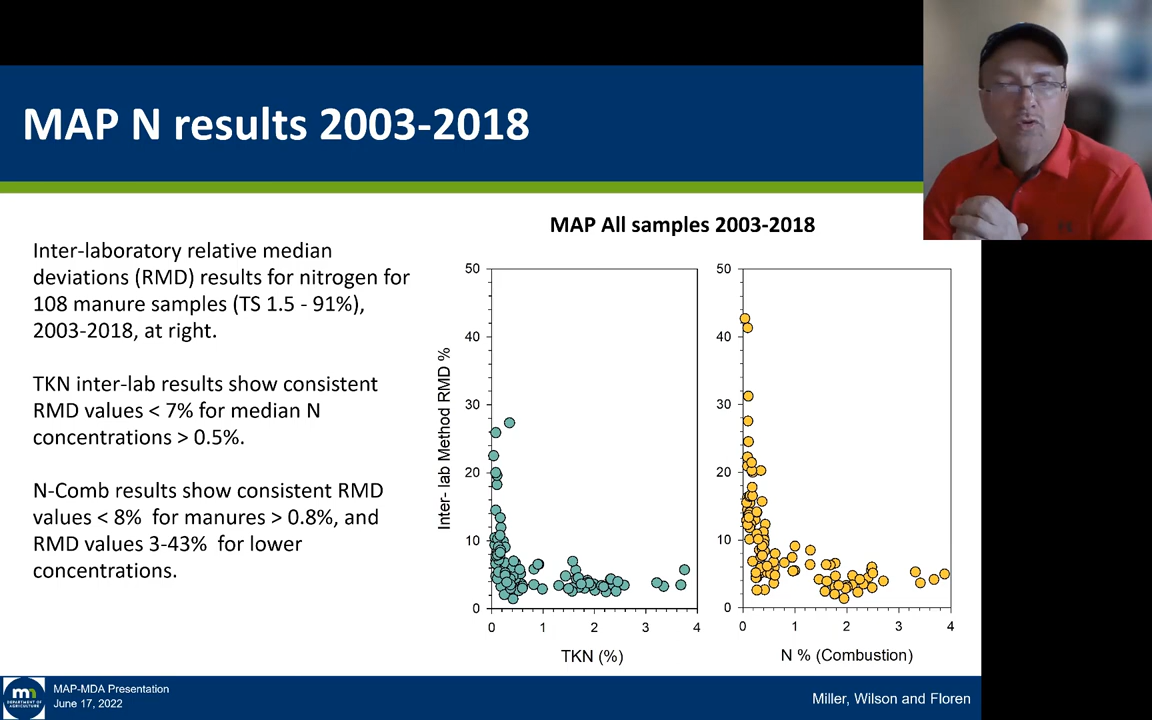 MAP N results 2003-2018
Inter-laboratory relative median
deviations (RMD) results for nitrogen for
108 manure samples (TS 1.5 - 91%),
2003-2018, at right.
TKN inter-lab results show consistent
RMD values < 7% for median N
concentrations > 0.5%.
N-Comb results show consistent RMD
values < 8% for manures > 0.8%, and
RMD values 3-43% for lower
concentrations.
MAP All samples 2003-2018
Inter- lab Method RMD %
50
40
30
20
10
0
0 1 2 3 4
TKN (%)
50
40
30
20
10
0
0 1 2 3 4
N % (Combustion)
DEPARTMENT OF
AGRICULTURE
MAP-MDA Presentation
June 17, 2022
Miller, Wilson and Floren